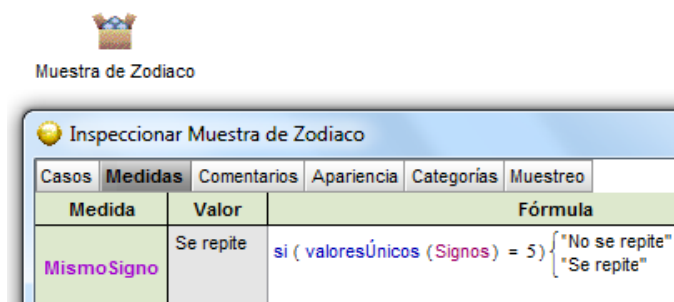 Muestra de Zodiaco
Inspeccionar Muestra de Zodiaco
Casos Medidas Comentarios Apariencia Categorías Muestreo
Medida Valor Fórmula
MismoSigno Se repite si ( valoresÚnicos (Signos) = 5) { "No se repite"
"Se repite"